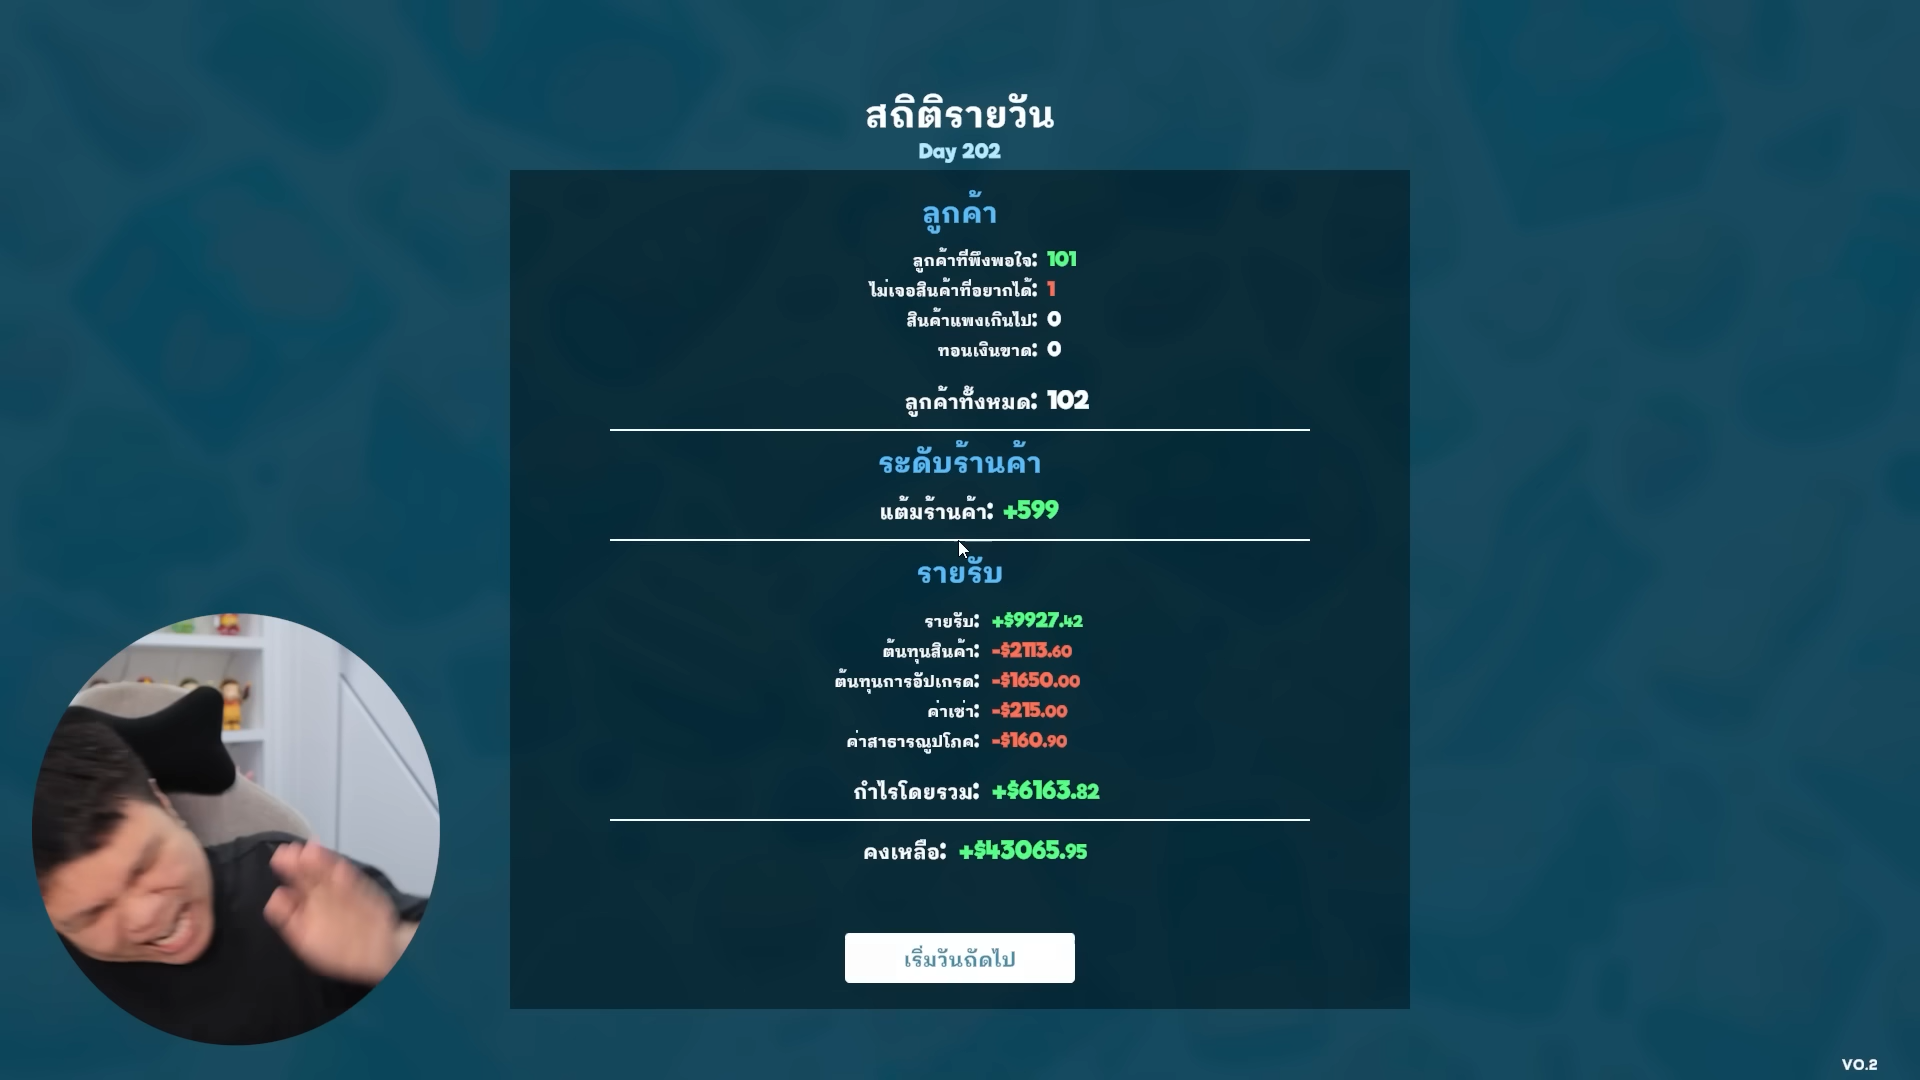 สถิติรายวัน
Day 202
ลูกค้า
ลูกค้าที่พึงพอใจ: 101
ไม่เจอสินค้าที่อยากได้: 1
สินค้าแพงเกินไป: 0
ทอนเงินขาด: 0
ลูกค้าทั้งหมด: 102
ระดับร้านค้า
แต้มร้านค้า: +599
รายรับ
รายรับ: +$9927.42
ต้นทุนสินค้า: -$2113.60
ต้นทุนการอัปเกรด: -$1650.00
ค่าเช่า: -$215.00
ค่าสาธารณูปโภค: -$160.90
กำไรโดยรวม: +$6163.82
คงเหลือ: +$43065.95
เริ่มวันถัดไป
V0.2